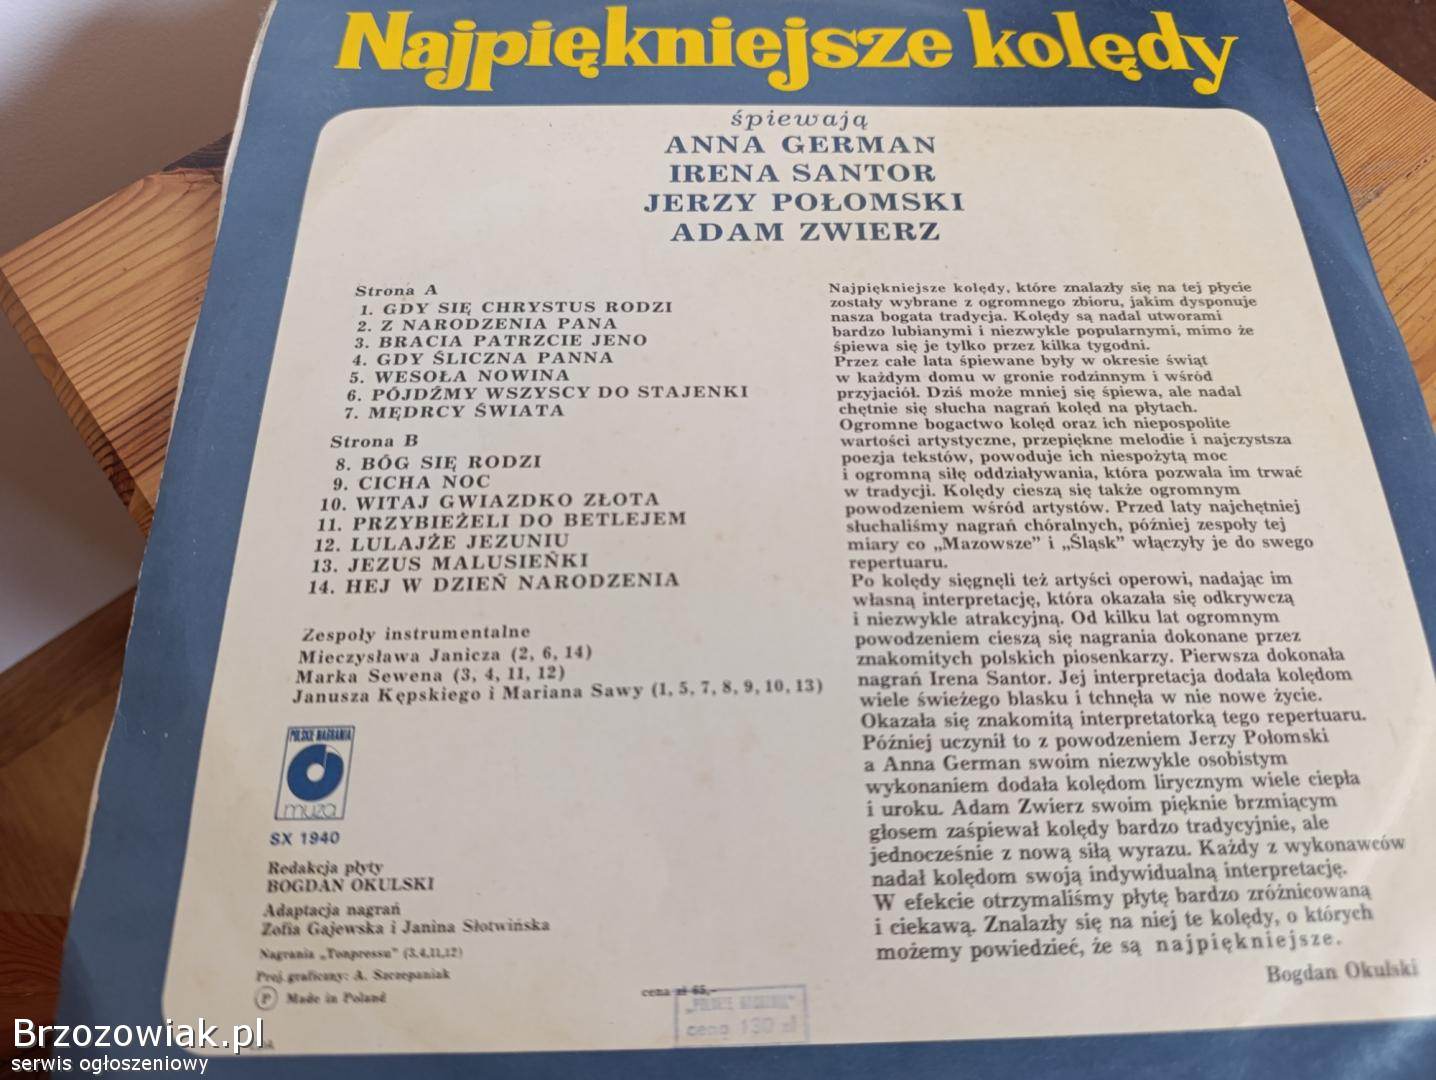 Najpiękniejsze kolędy
śpiewają
ANNA GERMAN
IRENA SANTOR
JERZY POŁOMSKI
ADAM ZWIERZ
Strona A
1. GDY SIĘ CHRYSTUS RODZI
2. Z NARODZENIA PANA
3. BRACIA PATRZCIE JENO
4. GDY ŚLICZNA PANNA
5. WESOŁA NOWINA
6. PÓJDŹMY WSZYSCY DO STAJENKI
7. MĘDRCY ŚWIATA
Strona B
8. BÓG SIĘ RODZI
9. CICHA NOC
10. WITAJ GWIAZDKO ZŁOTA
11. PRZYBIEŻELI DO BETLEJEM
12. LULAJŻE JEZUNIU
13. JEZUS MALUSIEŃKI
14. HEJ W DZIEŃ NARODZENIA
Zespoły instrumentalne
Mieczysława Janicza (2, 6, 14)
Marka Sewena (3, 4, 11, 12)
Janusza Kępskiego i Mariana Sawy (1, 5, 7, 8, 9, 10, 13)
POLSKIE NAGRANIA
muza
SX 1940
Redakcja płyty
BOGDAN OKULSKI
Adaptacja nagrań
Zofia Gajewska i Janina Słotwińska
Nagrania „Tonpressu” (3,4,11,12)
Proj. graficzny: A. Szczepaniak
P Made in Poland
Najpiękniejsze kolędy, które znalazły się na tej płycie
zostały wybrane z ogromnego zbioru, jakim dysponuje
nasza bogata tradycja. Kolędy są nadal utworami
bardzo lubianymi i niezwykle popularnymi, mimo że
śpiewa się je tylko przez kilka tygodni.
Przez całe lata śpiewane były w okresie świąt
w każdym domu w gronie rodzinnym i wśród
przyjaciół. Dziś może mniej się śpiewa, ale nadal
chętnie się słucha nagrań kolęd na płytach.
Ogromne bogactwo kolęd oraz ich niepospolite
wartości artystyczne, przepiękne melodie i najczystsza
poezja tekstów, powoduje ich niespożytą moc
i ogromną siłę oddziaływania, która pozwala im trwać
w tradycji. Kolędy cieszą się także ogromnym
powodzeniem wśród artystów. Przed laty najchętniej
słuchaliśmy nagrań chóralnych, później zespoły tej
miary co „Mazowsze” i „Śląsk” włączyły je do swego
repertuaru.
Po kolędy sięgnęli też artyści operowi, nadając im
własną interpretację, która okazała się odkrywczą
i niezwykle atrakcyjną. Od kilku lat ogromnym
powodzeniem cieszą się nagrania dokonane przez
znakomitych polskich piosenkarzy. Pierwsza dokonała
nagrań Irena Santor. Jej interpretacja dodała kolędom
wiele świeżego blasku i tchnęła w nie nowe życie.
Okazała się znakomitą interpretatorką tego repertuaru.
Później uczynił to z powodzeniem Jerzy Połomski
a Anna German swoim niezwykle osobistym
wykonaniem dodała kolędom lirycznym wiele ciepła
i uroku. Adam Zwierz swoim pięknie brzmiącym
głosem zaśpiewał kolędy bardzo tradycyjnie, ale
jednocześnie z nową siłą wyrazu. Każdy z wykonawców
nadał kolędom swoją indywidualną interpretację.
W efekcie otrzymaliśmy płytę bardzo zróżnicowaną
i ciekawą. Znalazły się na niej te kolędy, o których
możemy powiedzieć, że są najpiękniejsze.
Bogdan Okulski
cena zł 65,-
„POLSKIE NAGRANIA”
cena 130 zł
Brzozowiak.pl
serwis ogłoszeniowy